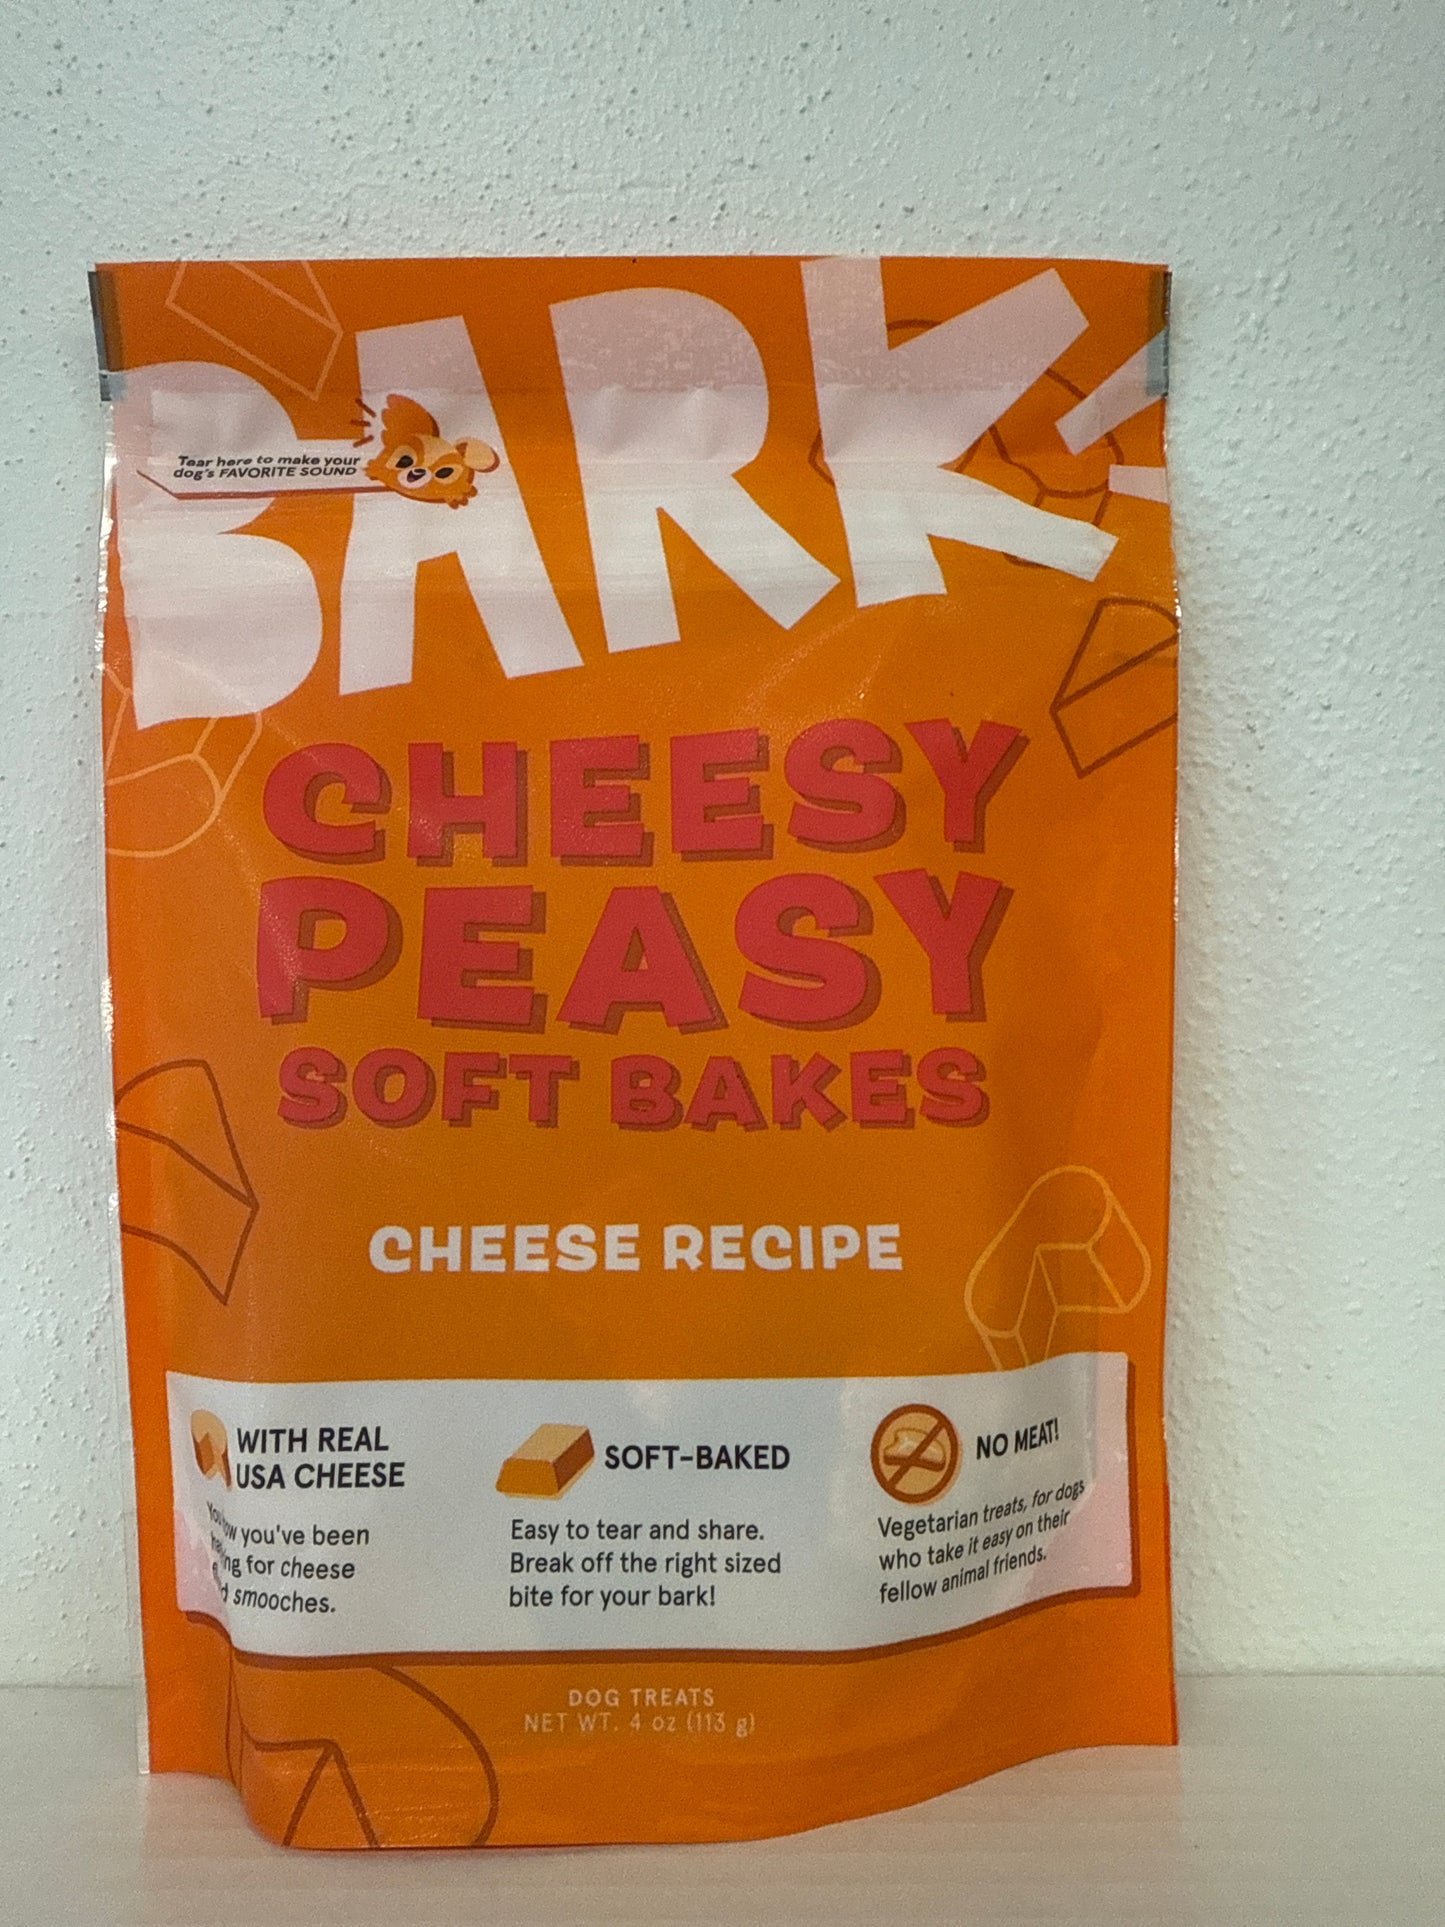 BARK
Tear here to make your
dog's FAVORITE SOUND
CHEESY
PEASY
SOFT BAKES
CHEESE RECIPE
WITH REAL
USA CHEESE
you've been
for cheese
smooches.
SOFT-BAKED
Easy to tear and share.
Break off the right sized
bite for your bark!
NO MEAT!
Vegetarian treats, for dogs
who take it easy on their
fellow animal friends.
DOG TREATS
NET WT. 4 oz (113 g)